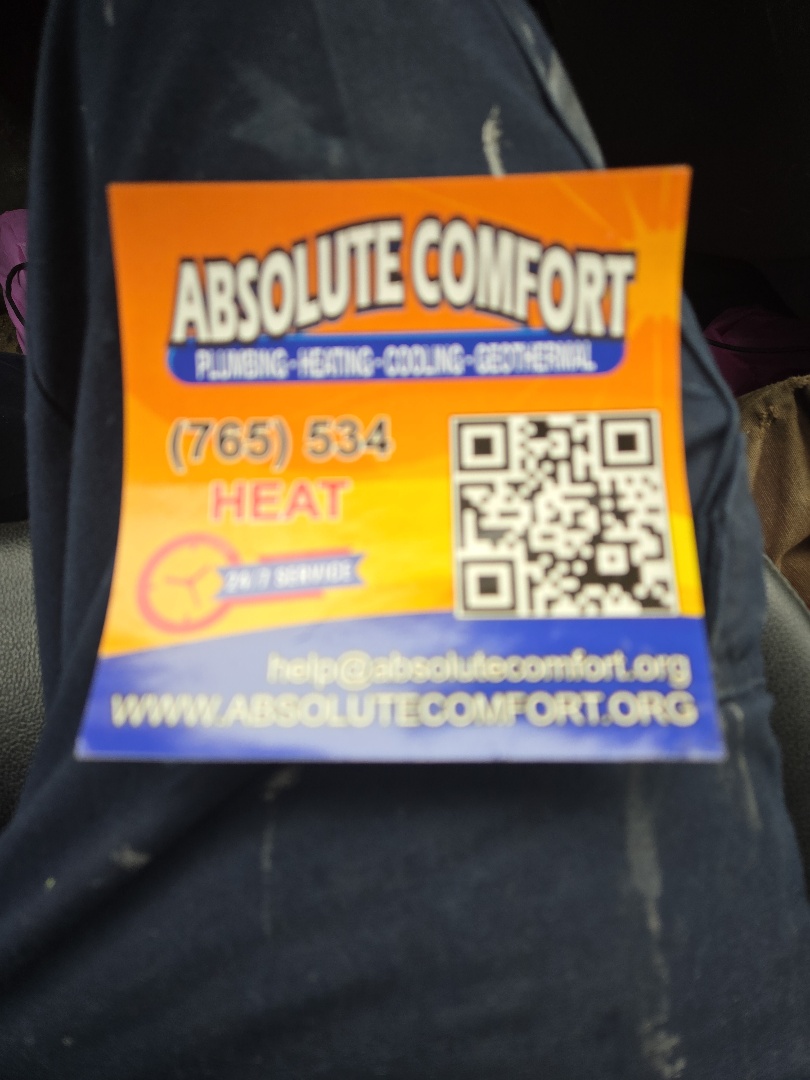 ABSOLUTE COMFORT
PLUMBING - HEATING - COOLING - GEOTHERMAL
(765) 534
HEAT
24/7 SERVICE
help@absolutecomfort.org
WWW.ABSOLUTECOMFORT.ORG